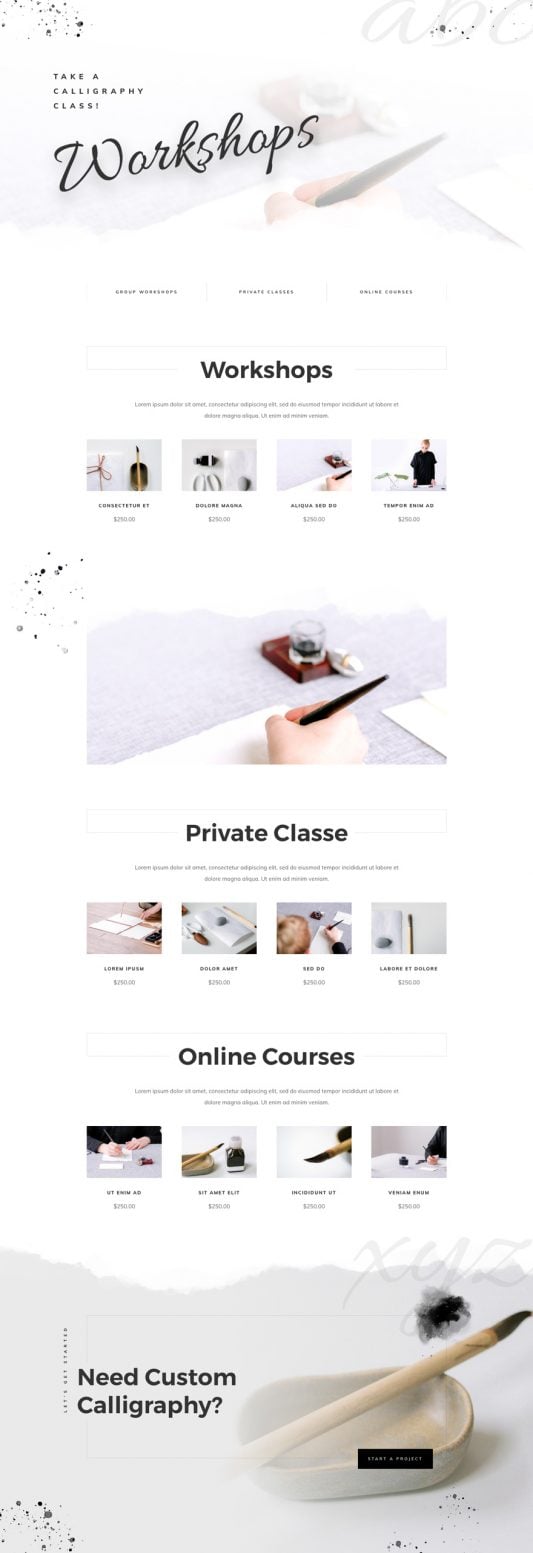 abc
TAKE A
CALLIGRAPHY
CLASS!
Workshops
GROUP WORKSHOPS
PRIVATE CLASSES
ONLINE COURSES
Workshops
Lorem ipsum dolor sit amet, consectetur adipiscing elit, sed do eiusmod tempor incididunt ut labore et
dolore magna aliqua. Ut enim ad minim veniam.
CONSECTETUR ET
$250.00
DOLORE MAGNA
$250.00
ALIQUA SED DO
$250.00
TEMPOR ENIM AD
$250.00
Private Classe
Lorem ipsum dolor sit amet, consectetur adipiscing elit, sed do eiusmod tempor incididunt ut labore et
dolore magna aliqua. Ut enim ad minim veniam.
LOREM IPUSM
$250.00
DOLOR AMET
$250.00
SED DO
$250.00
LABORE ET DOLORE
$250.00
Online Courses
Lorem ipsum dolor sit amet, consectetur adipiscing elit, sed do eiusmod tempor incididunt ut labore et
dolore magna aliqua. Ut enim ad minim veniam.
UT ENIM AD
$250.00
SIT AMET ELIT
$250.00
INCIDIDUNT UT
$250.00
VENIAM ENUM
$250.00
xyz
LET'S GET STARTED
Need Custom
Calligraphy?
START A PROJECT